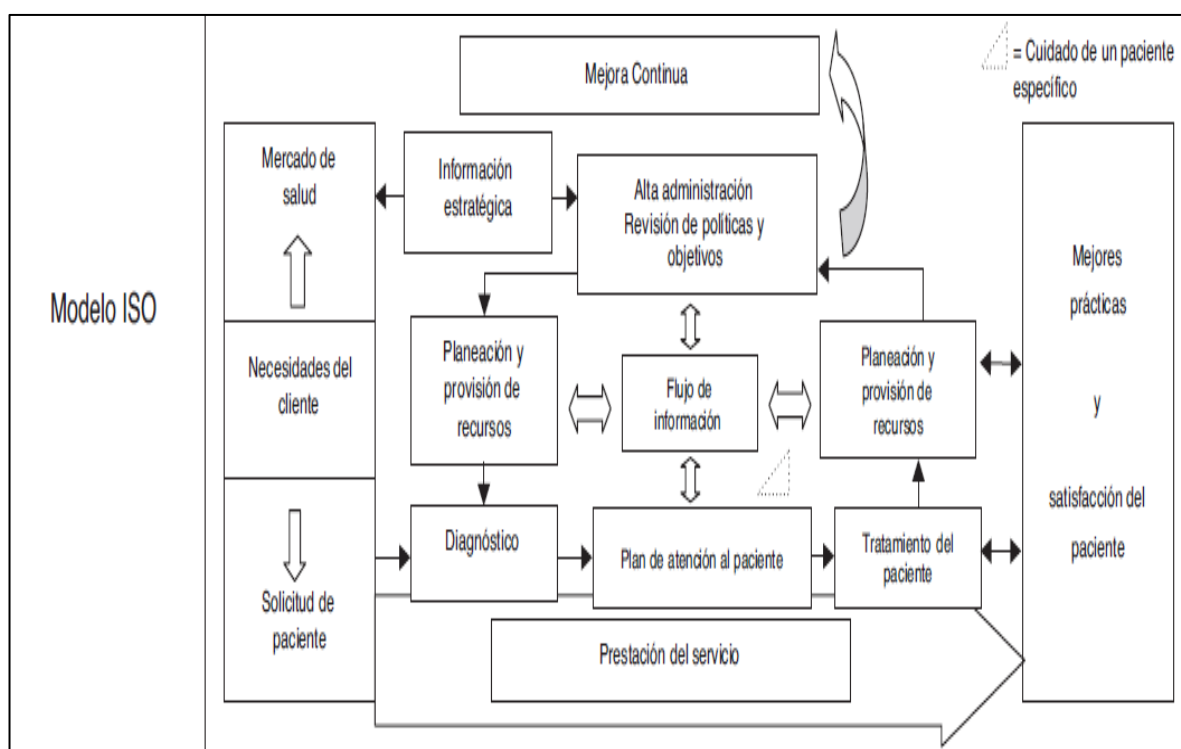 Modelo ISO
Mejora Continua
= Cuidado de un paciente
específico
Mercado de
salud
Información
estratégica
Alta administración
Revisión de políticas y
objetivos
Necesidades del
cliente
Planeación y
provisión de
recursos
Flujo de
información
Planeación y
provisión de
recursos
Mejores
prácticas
y
satisfacción del
paciente
Solicitud de
paciente
Diagnóstico
Plan de atención al paciente
Tratamiento del
paciente
Prestación del servicio